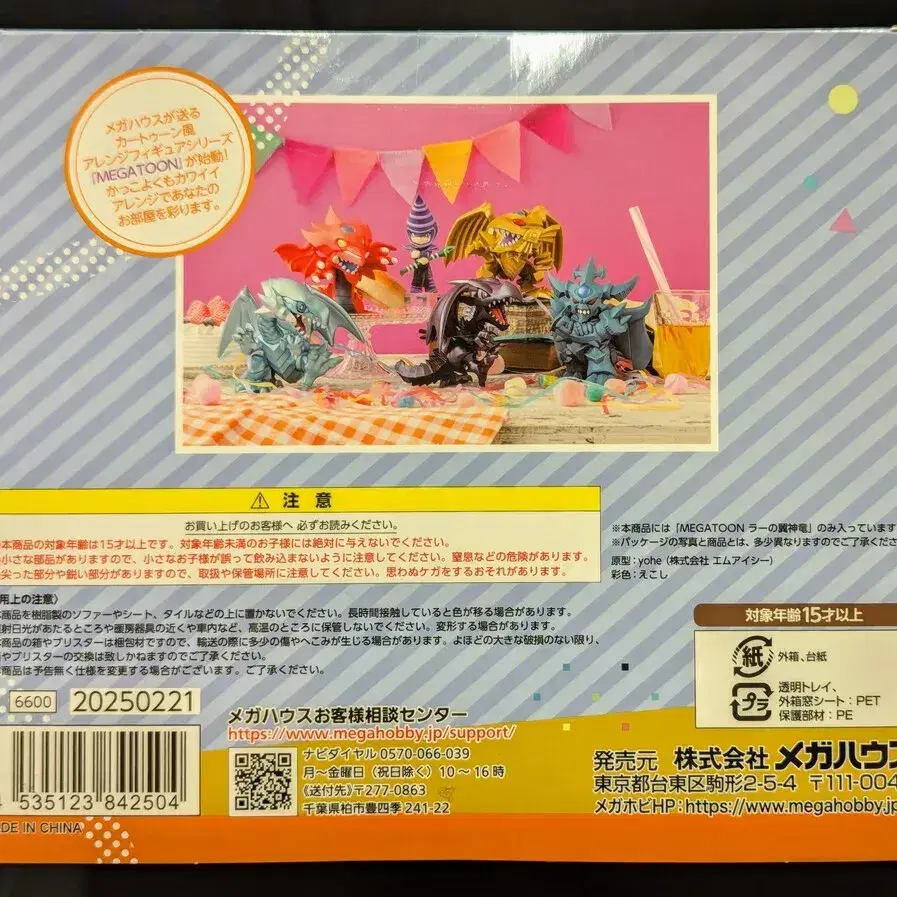 メガハウスが送る
カートゥーン風
アレンジフィギュアシリーズ
『MEGATOON』が始動!
かっこよくもカワイイ
アレンジであなたの
お部屋を彩ります。
⚠ 注意
お買い上げのお客様へ 必ずお読みください。
本商品の対象年齢は15才以上です。対象年齢未満のお子様には絶対に与えないでください。
小さな部品がありますので、小さなお子様が誤って飲み込まないように注意してください。窒息などの危険があります。
尖った部分や鋭い部分がありますので、取扱や保管場所に注意してください。思わぬケガをするおそれがあります。
用上の注意〉
本商品を樹脂製のソファーやシート、タイルなどの上に置かないでください。長時間接触していると色が移る場合があります。
射日光があたるところや暖房器具の近くや車内など、高温のところに保管しないでください。変形する場合があります。
商品の箱やブリスターは梱包材ですので、輸送の際に多少の傷やへこみが生じる場合があります。よほどの大きな破損のない限り、
やブリスターの交換は致しかねますのでご了承ください。
商品は予告無く仕様を変更する場合がございます。ご了承ください。
※本商品には「MEGATOON ラーの翼神竜」のみ入っています
※パッケージの写真と商品とは、多少異なりますのでご了承くださ
原型:yohe(株式会社 エムアイシー)
彩色:えこし
対象年齢15才以上
紙
外箱、台紙
プラ
透明トレイ、
外箱窓シート:PET
保護部材:PE
6600 20250221
4 535123 842504
ADE IN CHINA
メガハウスお客様相談センター
https://www.megahobby.jp/support/
ナビダイヤル 0570-066-039
月~金曜日(祝日除く)10~16時
《送付先》〒277-0863
千葉県柏市豊四季 241-22
発売元 株式会社 メガハウス
東京都台東区駒形2-5-4 〒111-004
メガホビHP:https://www.megahobby.jp